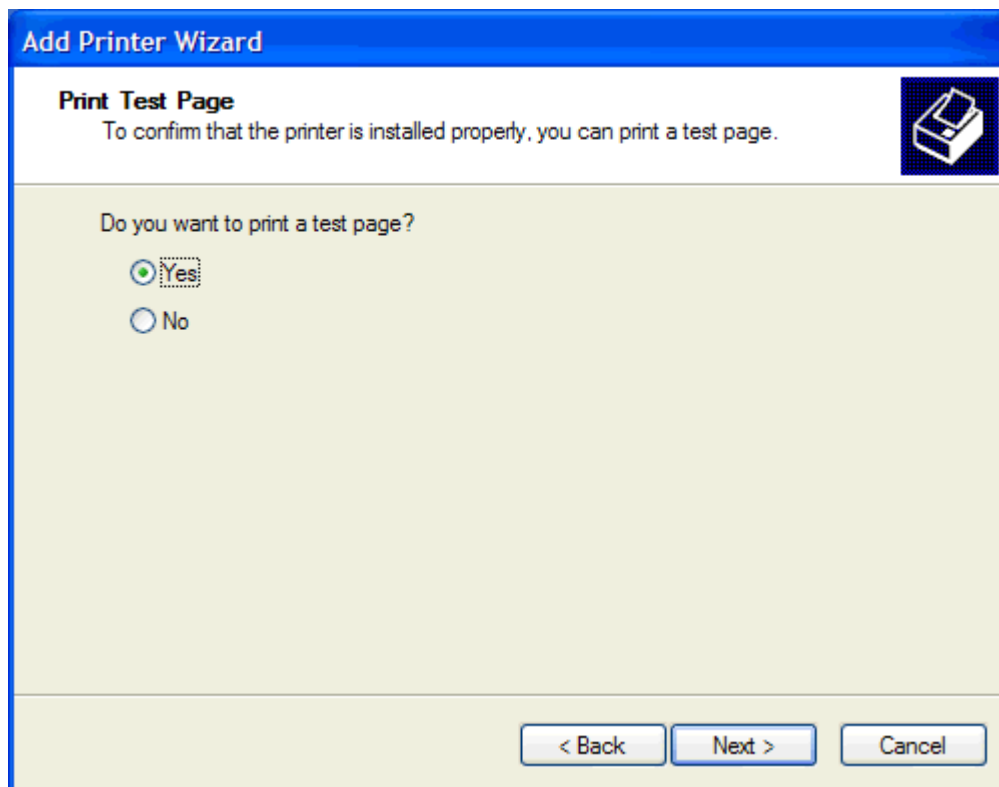 Add Printer Wizard
Print Test Page
To confirm that the printer is installed properly, you can print a test page.
Do you want to print a test page?
Yes
No
< Back Next > Cancel